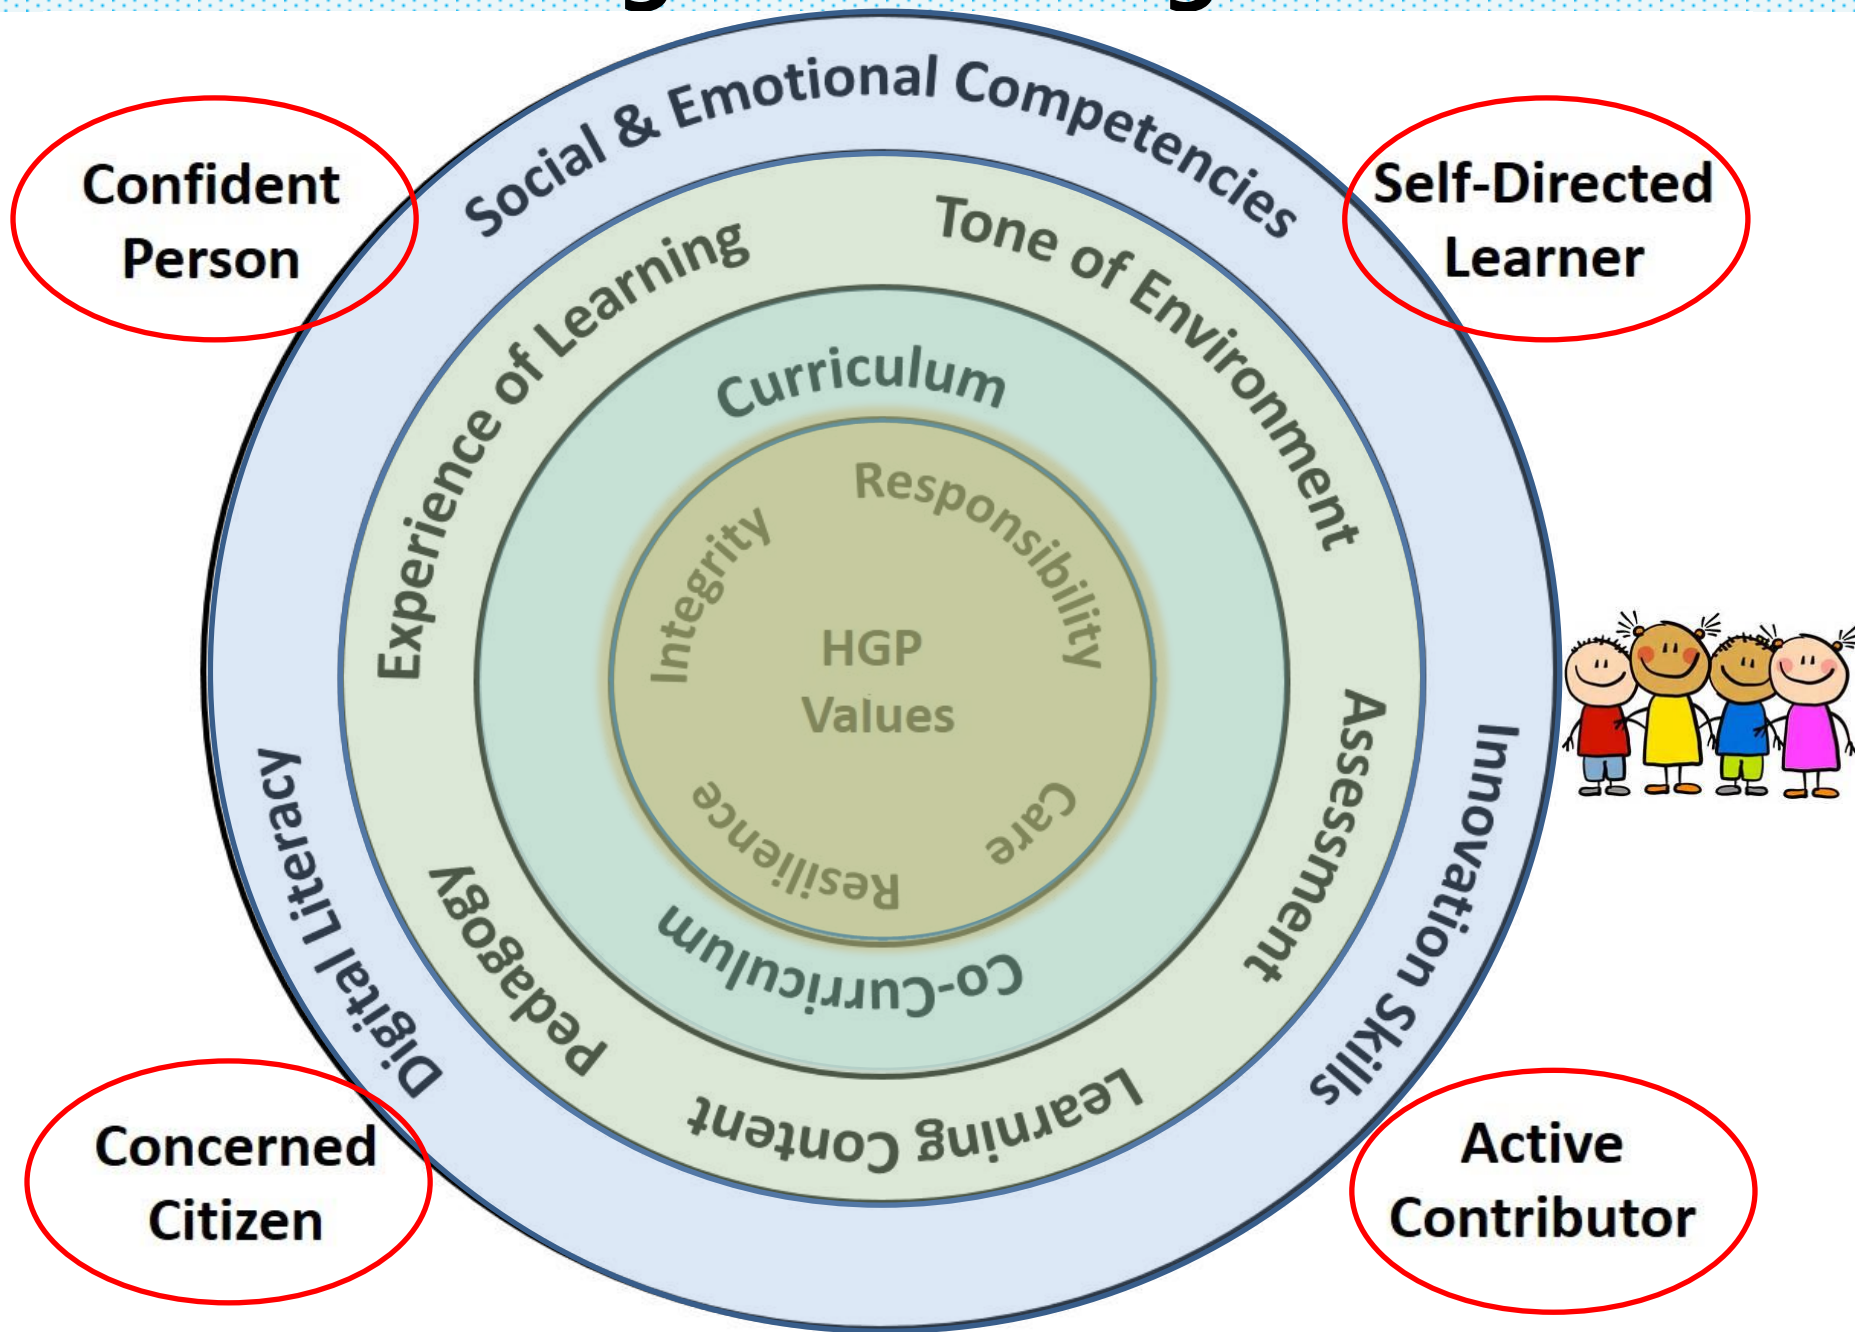 Social & Emotional Competencies
Confident
Person
Self-Directed
Learner
Experience of Learning
Tone of Environment
Curriculum
Integrity
Responsibility
HGP
Values
Resilience
Care
Co-Curriculum
Assessment
Pedagogy
Learning Content
Digital Literacy
Innovation Skills
Concerned
Citizen
Active
Contributor